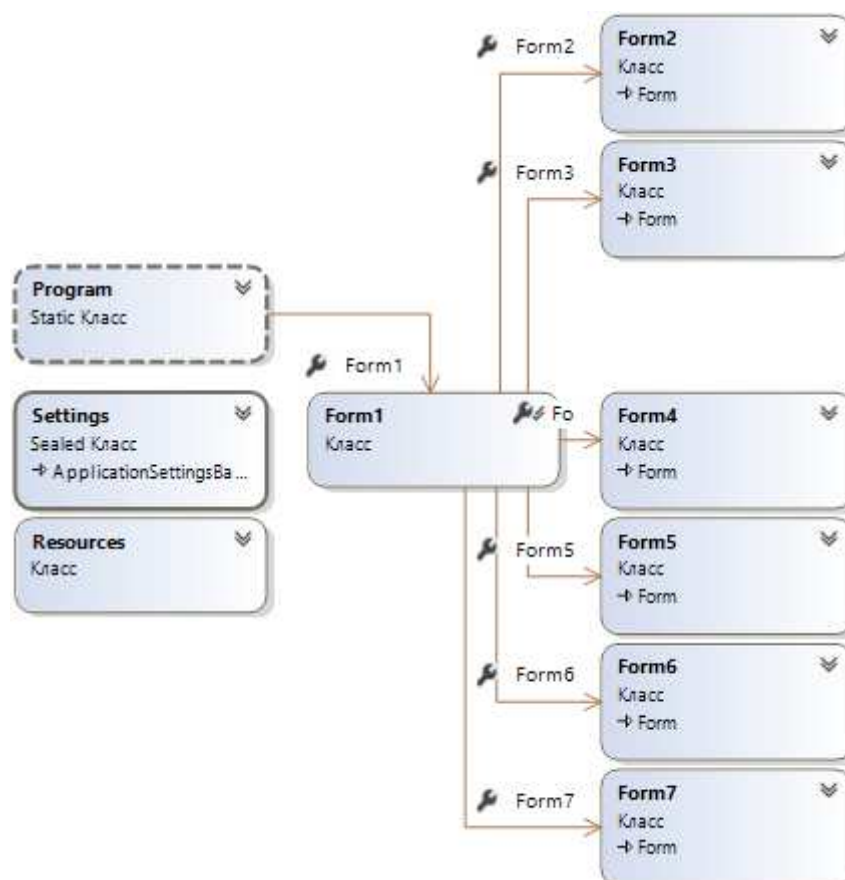 Form2
Form2
Класс
Form
Form3
Form3
Класс
Form
Program
Static Класс
Form1
Settings
Sealed Класс
ApplicationSettingsBa...
Form1
Класс
Fo
Form4
Класс
Form
Resources
Класс
Form5
Form5
Класс
Form
Form6
Form6
Класс
Form
Form7
Form7
Класс
Form